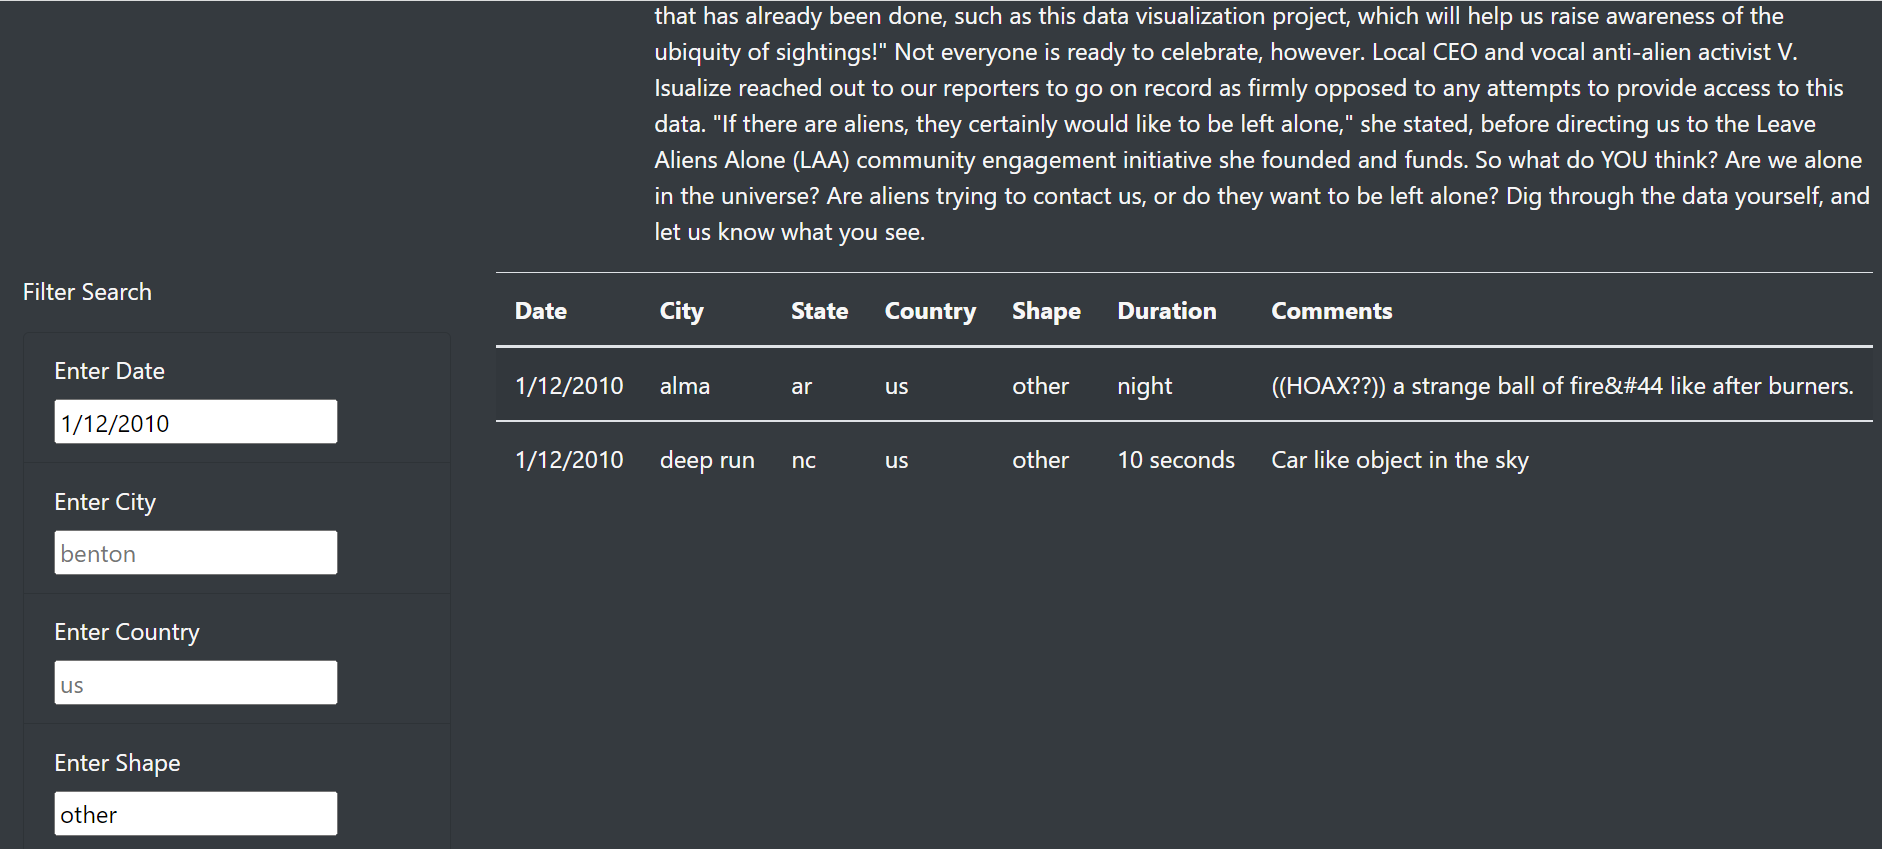 that has already been done, such as this data visualization project, which will help us raise awareness of the
ubiquity of sightings!" Not everyone is ready to celebrate, however. Local CEO and vocal anti-alien activist V.
Isualize reached out to our reporters to go on record as firmly opposed to any attempts to provide access to this
data. "If there are aliens, they certainly would like to be left alone," she stated, before directing us to the Leave
Aliens Alone (LAA) community engagement initiative she founded and funds. So what do YOU think? Are we alone
in the universe? Are aliens trying to contact us, or do they want to be left alone? Dig through the data yourself, and
let us know what you see.
Filter Search
Enter Date
1/12/2010
Enter City
benton
Enter Country
us
Enter Shape
other
Date City State Country Shape Duration Comments
1/12/2010 alma ar us other night ((HOAX??)) a strange ball of fire&#44 like after burners.
1/12/2010 deep run nc us other 10 seconds Car like object in the sky